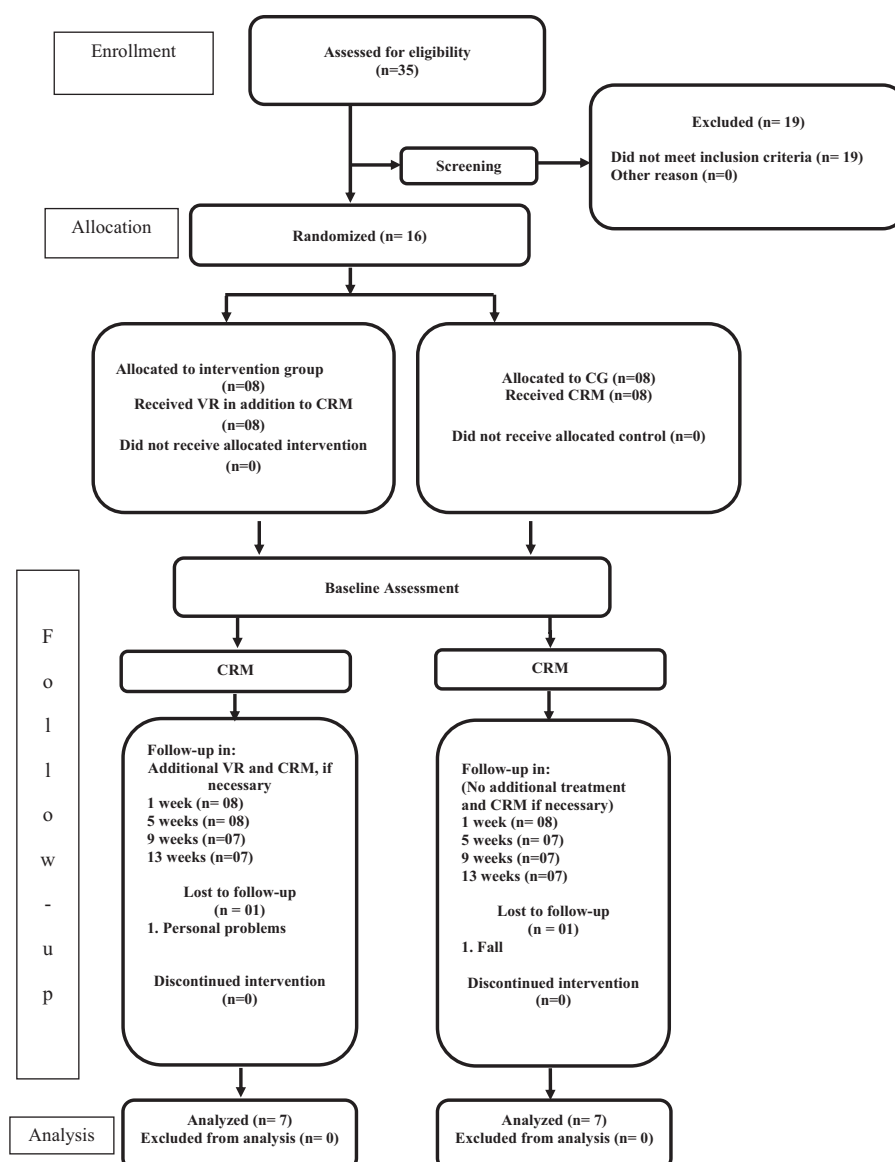 Enrollment
Assessed for eligibility
(n=35)
Excluded (n= 19)
Did not meet inclusion criteria (n= 19)
Other reason (n=0)
Screening
Allocation
Randomized (n= 16)
Allocated to intervention group
(n=08)
Received VR in addition to CRM
(n=08)
Did not receive allocated intervention
(n=0)
Allocated to CG (n=08)
Received CRM (n=08)
Did not receive allocated control (n=0)
Baseline Assessment
F
o
l
l
o
w
-
u
p
CRM
CRM
Follow-up in:
Additional VR and CRM, if
necessary
1 week (n= 08)
5 weeks (n= 08)
9 weeks (n=07)
13 weeks (n=07)
Lost to follow-up
(n = 01)
1. Personal problems
Discontinued intervention
(n=0)
Follow-up in:
(No additional treatment
and CRM if necessary)
1 week (n= 08)
5 weeks (n= 07)
9 weeks (n=07)
13 weeks (n=07)
Lost to follow-up
(n = 01)
1. Fall
Discontinued intervention
(n=0)
Analysis
Analyzed (n= 7)
Excluded from analysis (n= 0)
Analyzed (n= 7)
Excluded from analysis (n= 0)